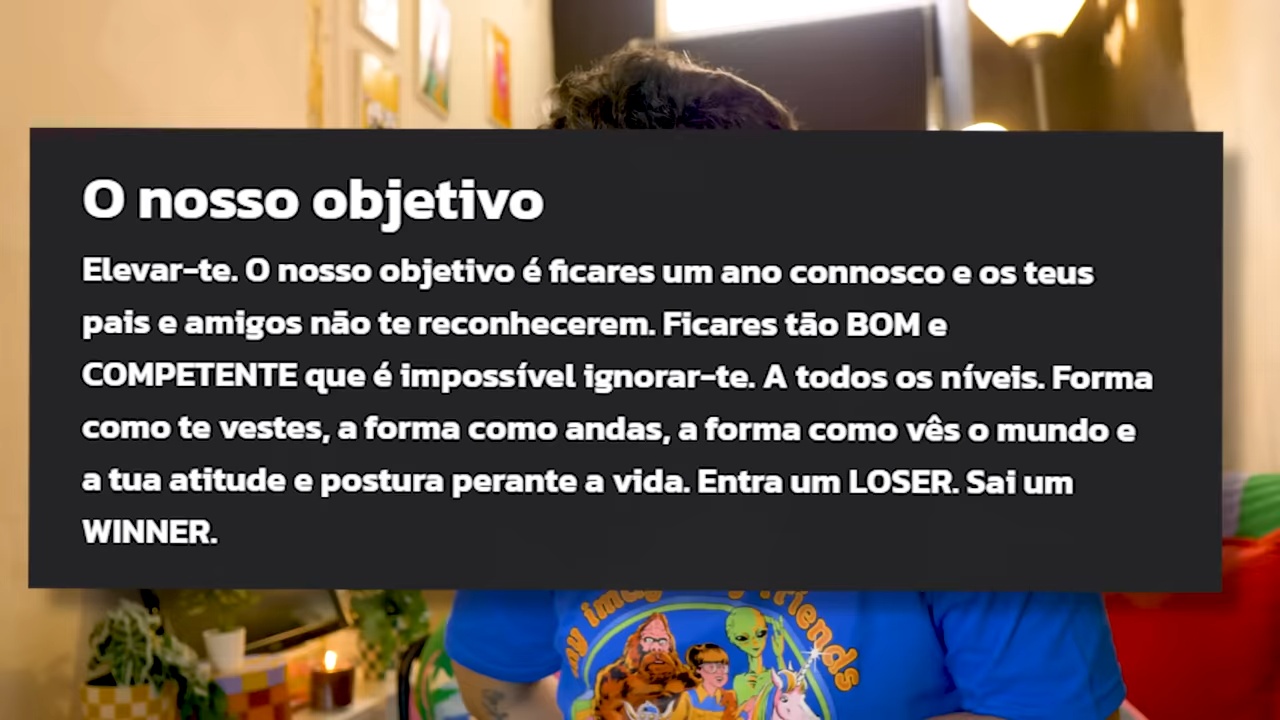 O nosso objetivo
Elevar-te. O nosso objetivo é ficares um ano connosco e os teus
pais e amigos não te reconhecerem. Ficares tão BOM e
COMPETENTE que é impossível ignorar-te. A todos os níveis. Forma
como te vestes, a forma como andas, a forma como vês o mundo e
a tua atitude e postura perante a vida. Entra um LOSER. Sai um
WINNER.
friends